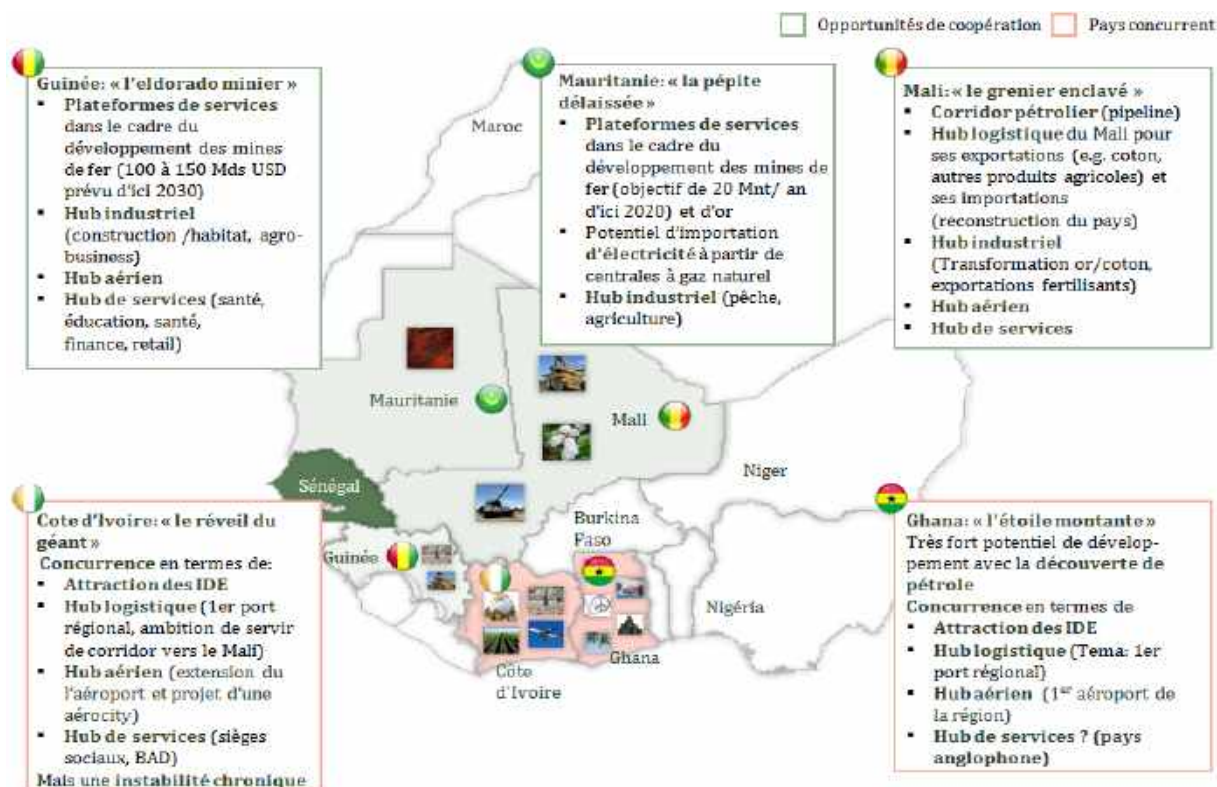 Opportunités de coopération
Pays concurrent
Guinée: « l'eldorado minier »
▪ Plateformes de services
dans le cadre du
développement des mines
de fer (100 à 150 Mds USD
prévu d'ici 2030)
▪ Hub industriel
(construction /habitat, agro-
business)
▪ Hub aérien
▪ Hub de services (santé,
éducation, santé,
finance, retail)
Mauritanie: « la pépite
délaissée »
▪ Plateformes de services
dans le cadre du
développement des mines de
fer (objectif de 20 Mnt/ an
d'ici 2020) et d'or
▪ Potentiel d'importation
d'électricité à partir de
centrales à gaz naturel
▪ Hub industriel (pêche,
agriculture)
Mali: « le grenier enclavé »
▪ Corridor pétrolier (pipeline)
▪ Hub logistique du Mali pour
ses exportations (e.g. coton,
autres produits agricoles) et
ses importations
(reconstruction du pays)
▪ Hub industriel
(Transformation or/coton,
exportations fertilisants)
▪ Hub aérien
▪ Hub de services
Maroc
Mauritanie
Mali
Niger
Sénégal
Burkina
Faso
Guinée
Nigéria
Ghana
Côte
d'Ivoire
Cote d'Ivoire: « le réveil du
géant »
Concurrence en termes de:
▪ Attraction des IDE
▪ Hub logistique (1er port
régional, ambition de servir
de corridor vers le Mali)
▪ Hub aérien (extension du
l'aéroport et projet d'une
aérocity)
▪ Hub de services (sièges
sociaux, BAD)
Mais une instabilité chronique
Ghana: « l'étoile montante »
Très fort potentiel de dévelop-
pement avec la découverte de
pétrole
Concurrence en termes de
▪ Attraction des IDE
▪ Hub logistique (Tema: 1er
port régional)
▪ Hub aérien (1er aéroport de
la région)
▪ Hub de services ? (pays
anglophone)